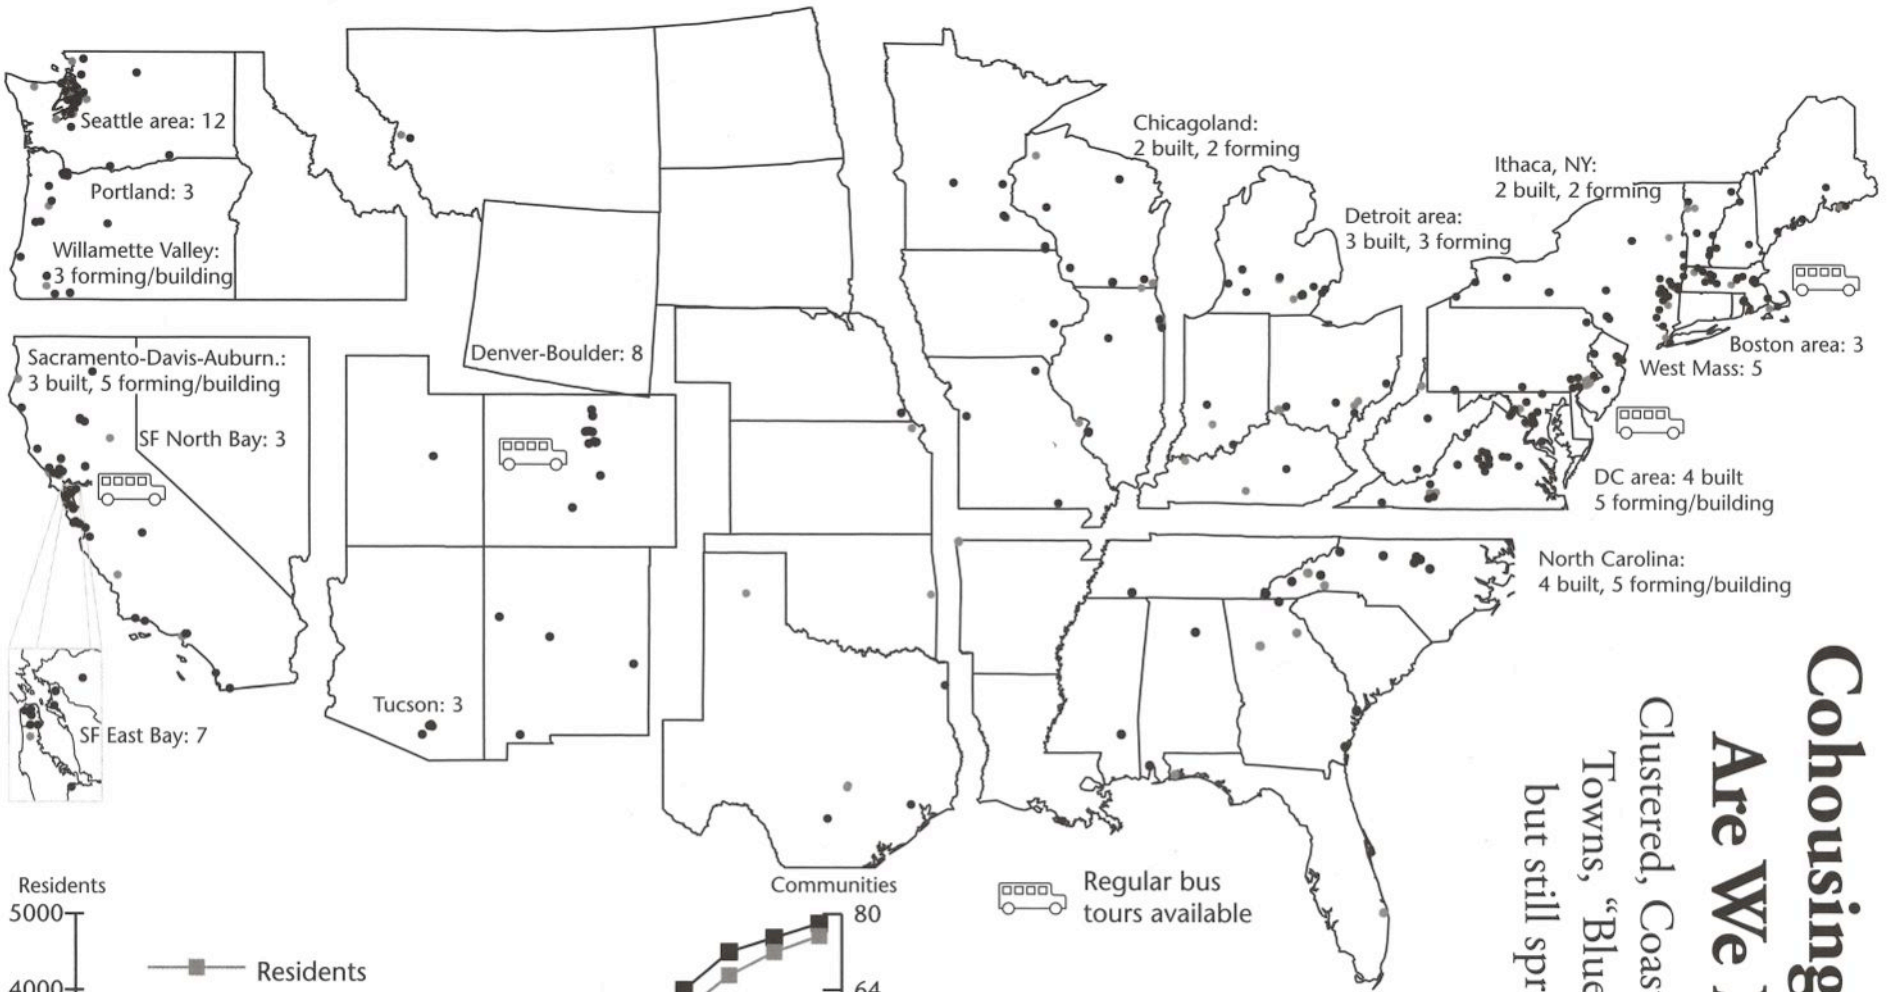 Seattle area: 12
Portland: 3
Willamette Valley:
3 forming/building
Sacramento-Davis-Auburn.:
3 built, 5 forming/building
SF North Bay: 3
SF East Bay: 7
Denver-Boulder: 8
Tucson: 3
Chicagoland:
2 built, 2 forming
Detroit area:
3 built, 3 forming
Ithaca, NY:
2 built, 2 forming
Boston area: 3
West Mass: 5
DC area: 4 built
5 forming/building
North Carolina:
4 built, 5 forming/building
Cohousing
Are We
Clustered, Coas
Towns, “Blue
but still spr
Regular bus
tours available
Residents
5000
4000
Residents
Communities
80
64